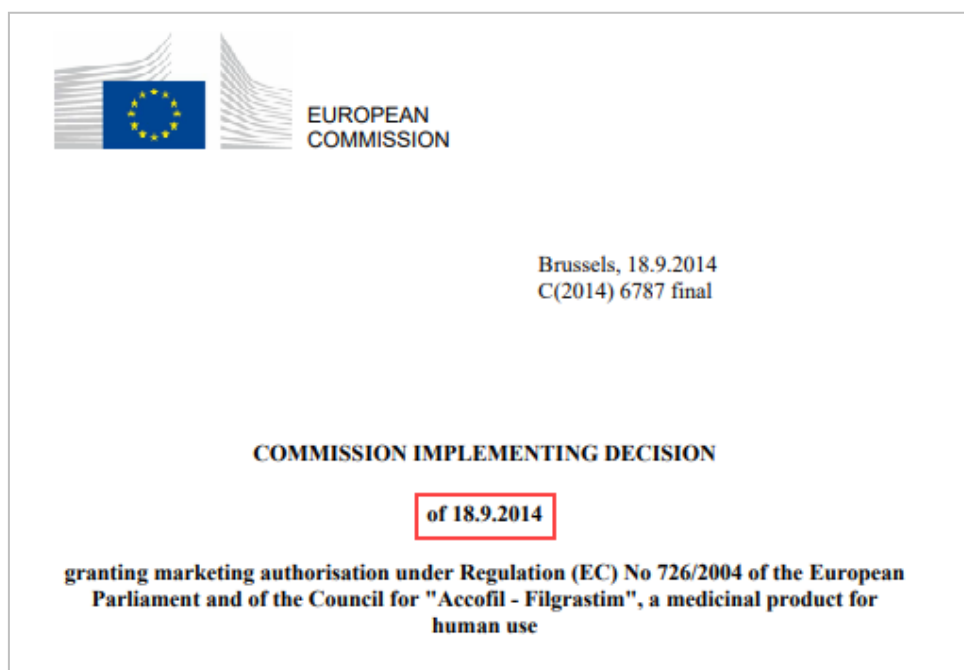 EUROPEAN
COMMISSION
Brussels, 18.9.2014
C(2014) 6787 final
COMMISSION IMPLEMENTING DECISION
of 18.9.2014
granting marketing authorisation under Regulation (EC) No 726/2004 of the European
Parliament and of the Council for "Accofil - Filgrastim", a medicinal product for
human use